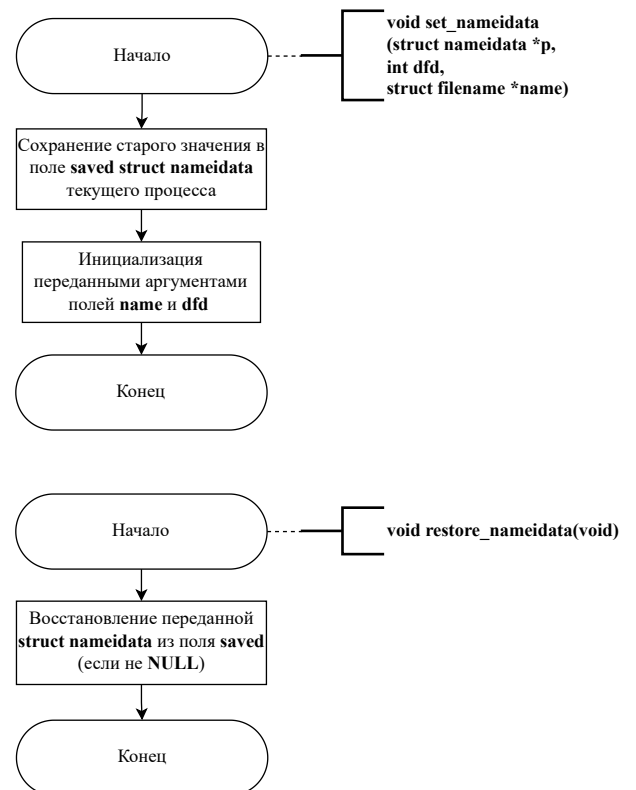 Начало
void set_nameidata
(struct nameidata *p,
int dfd,
struct filename *name)
Сохранение старого значения в
поле saved struct nameidata
текущего процесса
Инициализация
переданными аргументами
полей name и dfd
Конец
Начало
void restore_nameidata(void)
Восстановление переданной
struct nameidata из поля saved
(если не NULL)
Конец